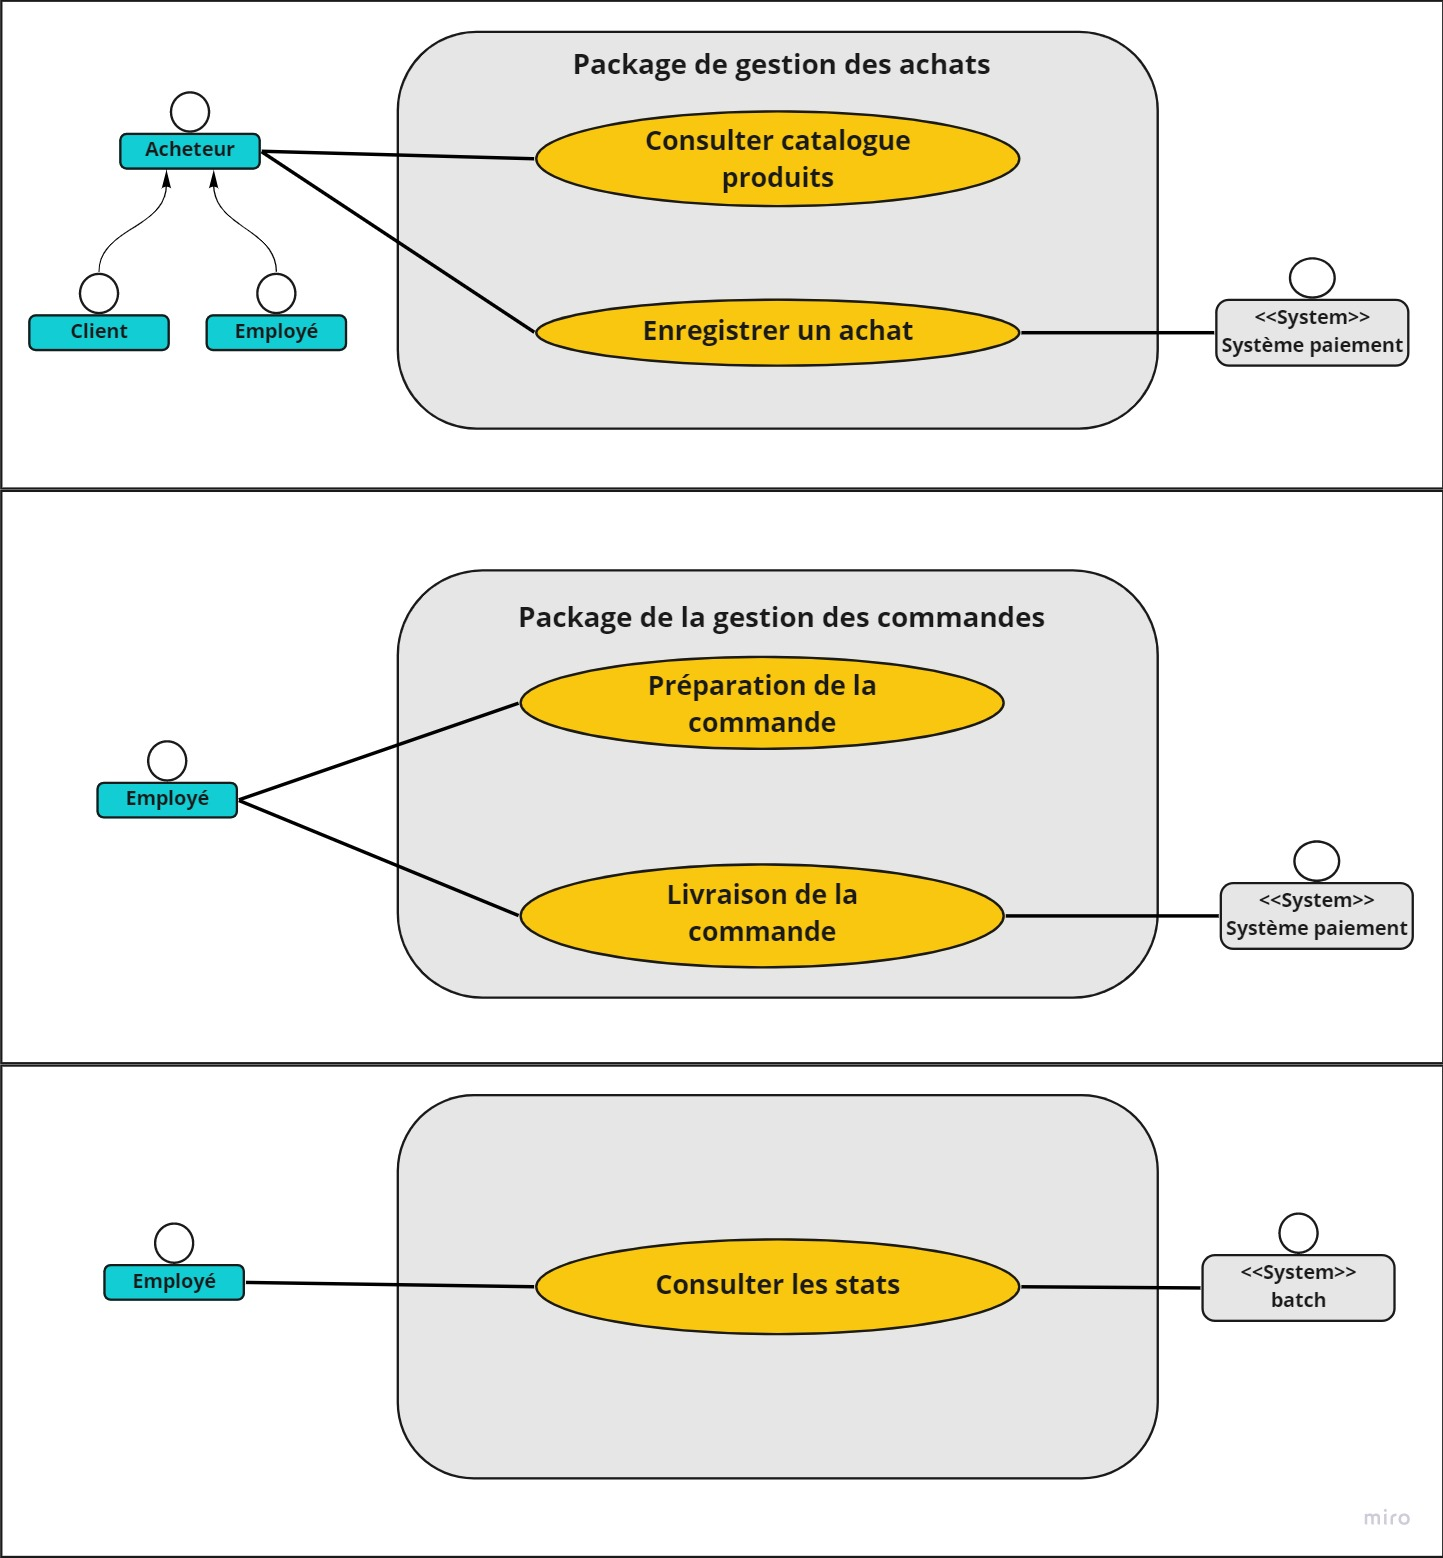 Package de gestion des achats
Consulter catalogue
produits
Acheteur
Client
Employé
Enregistrer un achat
<<System>>
Système paiement
Package de la gestion des commandes
Préparation de la
commande
Employé
Livraison de la
commande
<<System>>
Système paiement
Employé
Consulter les stats
<<System>>
batch
miro